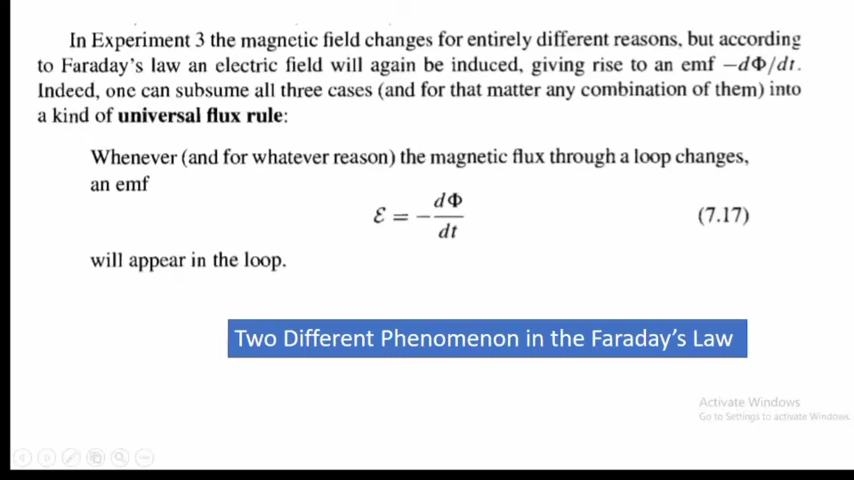 In Experiment 3 the magnetic field changes for entirely different reasons, but according
to Faraday's law an electric field will again be induced, giving rise to an emf −dΦ/dt.
Indeed, one can subsume all three cases (and for that matter any combination of them) into
a kind of universal flux rule:
Whenever (and for whatever reason) the magnetic flux through a loop changes,
an emf
ℰ = − dΦ/dt (7.17)
will appear in the loop.
Two Different Phenomenon in the Faraday's Law
Activate Windows
Go to Settings to activate Windows.